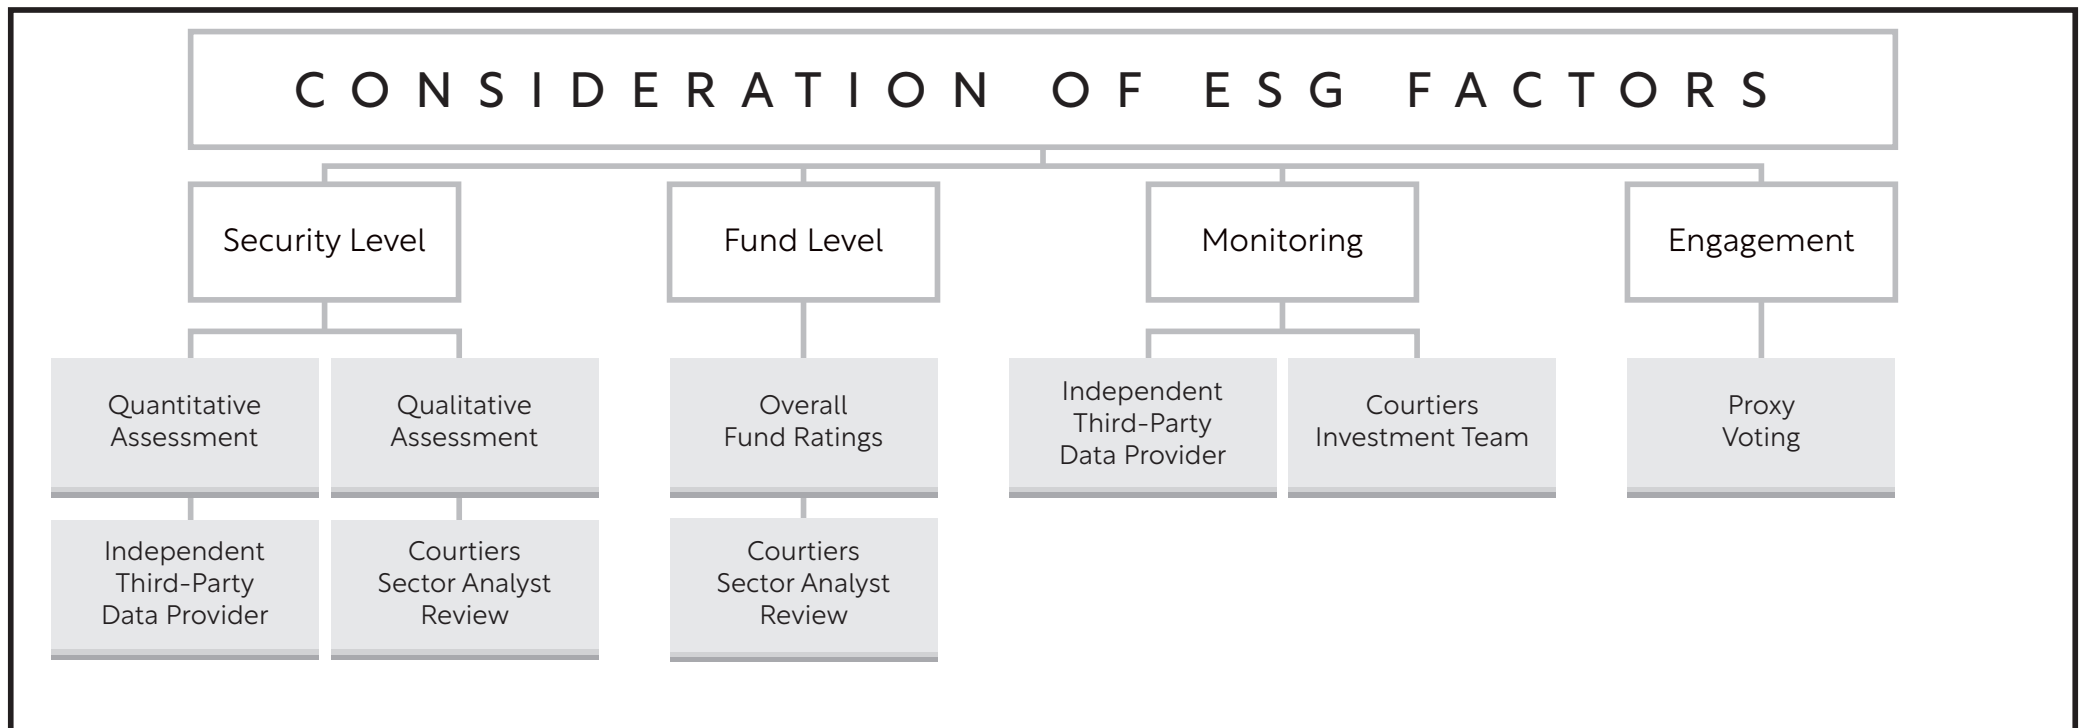 CONSIDERATION OF ESG FACTORS
Security Level
Fund Level
Monitoring
Engagement
Quantitative
Assessment
Qualitative
Assessment
Overall
Fund Ratings
Independent
Third-Party
Data Provider
Courtiers
Investment Team
Proxy
Voting
Independent
Third-Party
Data Provider
Courtiers
Sector Analyst
Review
Courtiers
Sector Analyst
Review